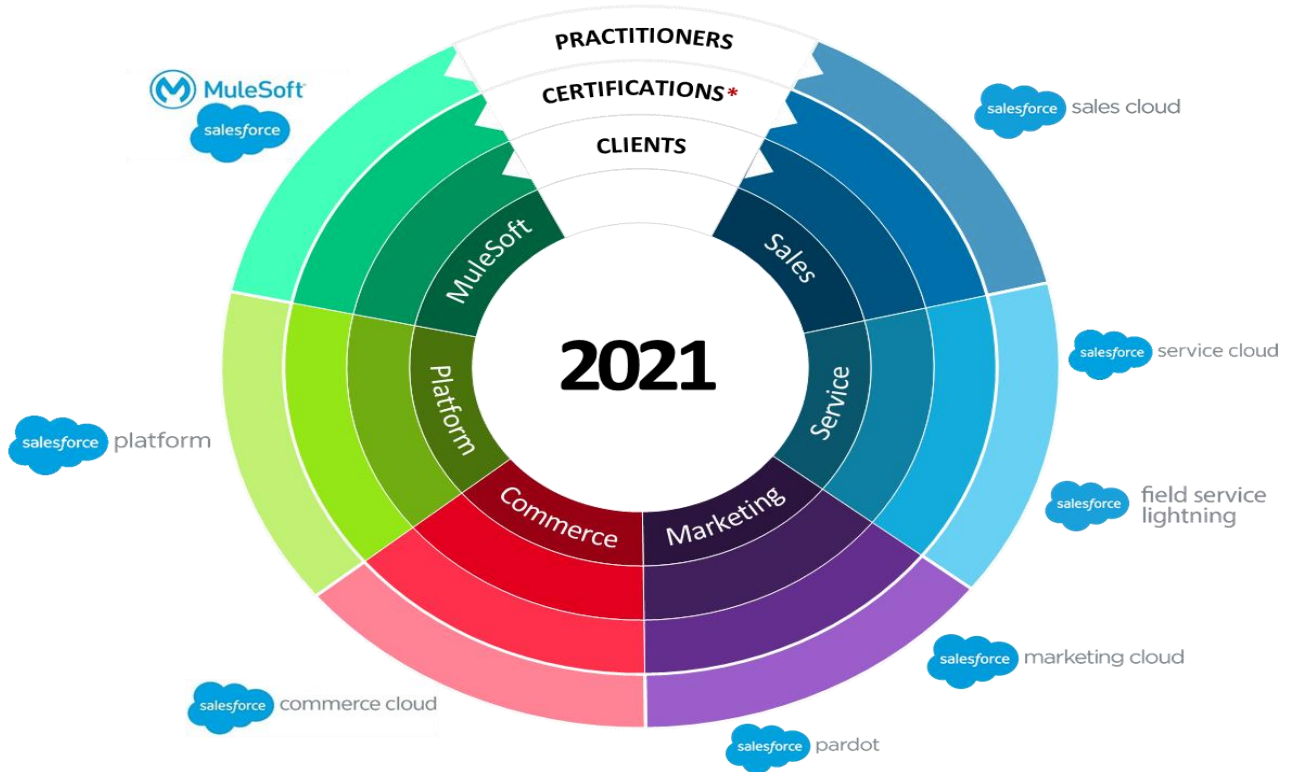 PRACTITIONERS
CERTIFICATIONS*
CLIENTS
MuleSoft
salesforce
salesforce sales cloud
MuleSoft
Sales
2021
salesforce service cloud
Platform
Service
salesforce platform
Commerce
Marketing
salesforce field service
lightning
salesforce marketing cloud
salesforce commerce cloud
salesforce pardot